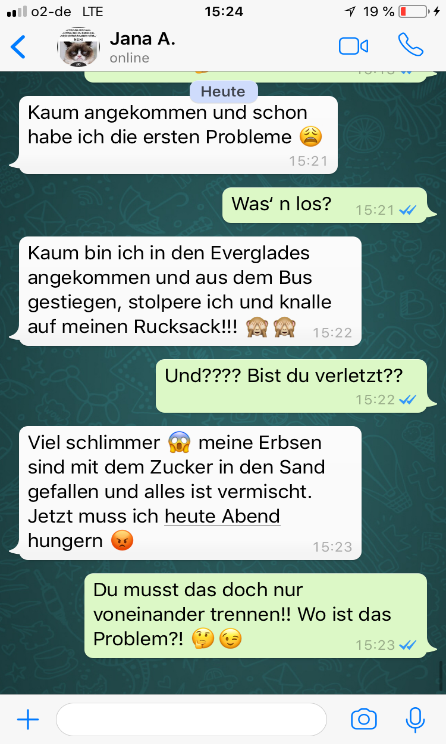 o2-de LTE 15:24 19 %
Jana A.
online
Heute
Kaum angekommen und schon
habe ich die ersten Probleme 😩
15:21
Was‘ n los? 15:21
Kaum bin ich in den Everglades
angekommen und aus dem Bus
gestiegen, stolpere ich und knalle
auf meinen Rucksack!!! 🙈🙈 15:22
Und???? Bist du verletzt??
15:22
Viel schlimmer 😱 meine Erbsen
sind mit dem Zucker in den Sand
gefallen und alles ist vermischt.
Jetzt muss ich heute Abend
hungern 😡 15:23
Du musst das doch nur
voneinander trennen!! Wo ist das
Problem?! 🤔😉 15:23